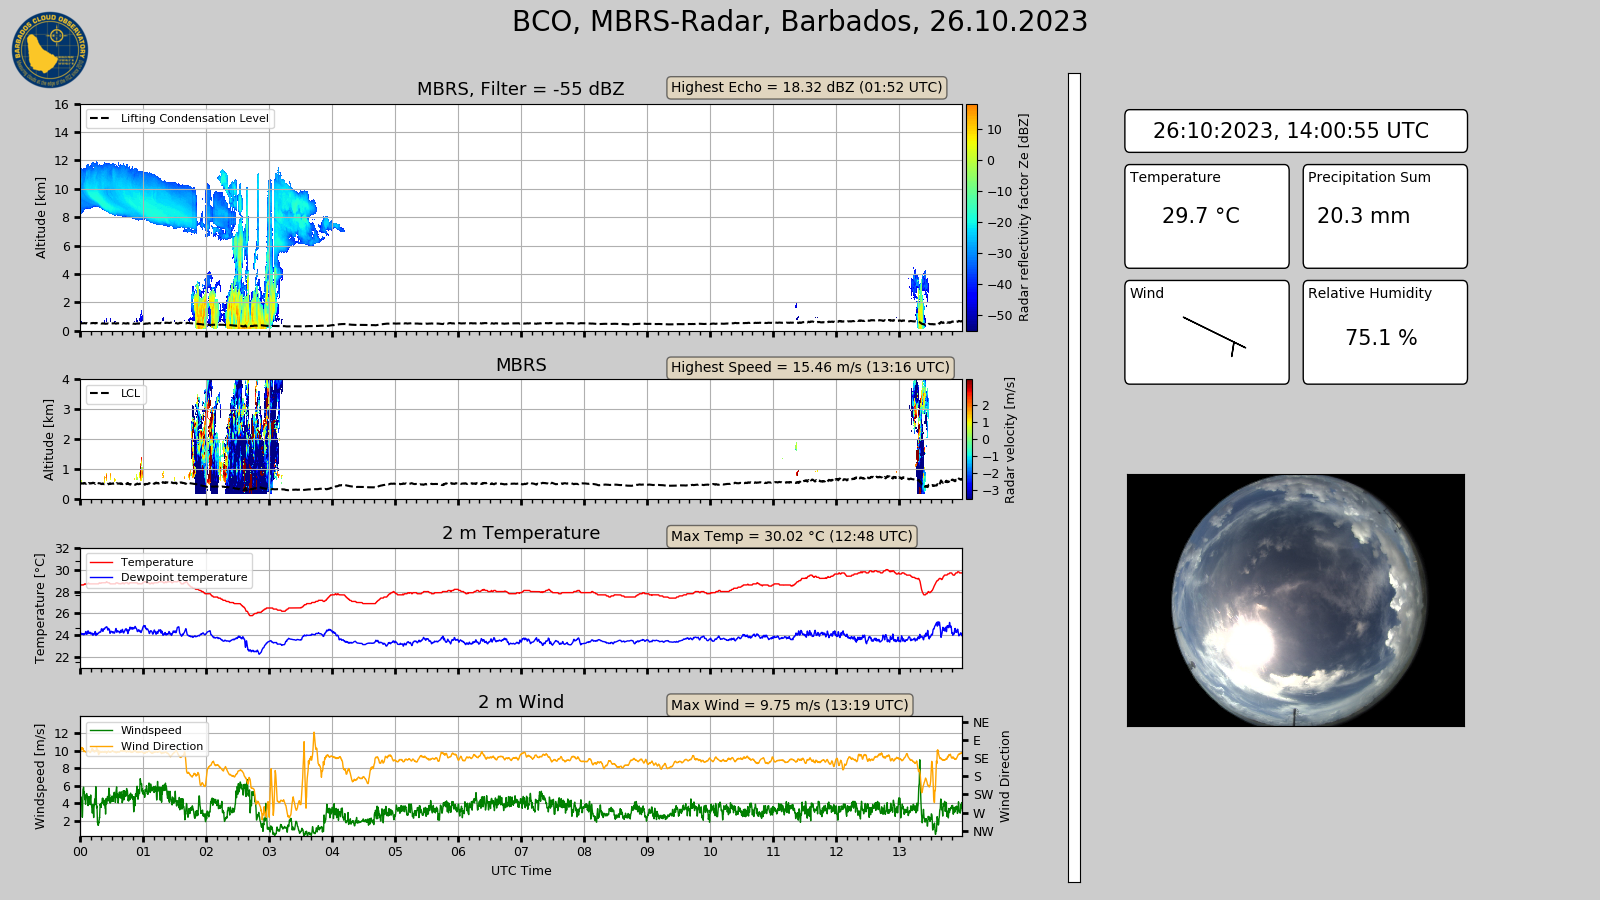 BCO, MBRS-Radar, Barbados, 26.10.2023
BARBADOS CLOUD OBSERVATORY
MBRS, Filter = -55 dBZ
Highest Echo = 18.32 dBZ (01:52 UTC)
Lifting Condensation Level
Altitude [km]
16
14
12
10
8
6
4
2
0
10
0
−10
−20
−30
−40
−50
Radar reflectivity factor Ze [dBZ]
MBRS
Highest Speed = 15.46 m/s (13:16 UTC)
LCL
Altitude [km]
4
3
2
1
0
2
1
0
−1
−2
−3
Radar velocity [m/s]
2 m Temperature
Max Temp = 30.02 °C (12:48 UTC)
Temperature
Dewpoint temperature
Temperature [°C]
32
30
28
26
24
22
2 m Wind
Max Wind = 9.75 m/s (13:19 UTC)
Windspeed
Wind Direction
Windspeed [m/s]
12
10
8
6
4
2
NE
E
SE
S
SW
W
NW
Wind Direction
00 01 02 03 04 05 06 07 08 09 10 11 12 13
UTC Time
26:10:2023, 14:00:55 UTC
Temperature
29.7 °C
Precipitation Sum
20.3 mm
Wind
Relative Humidity
75.1 %